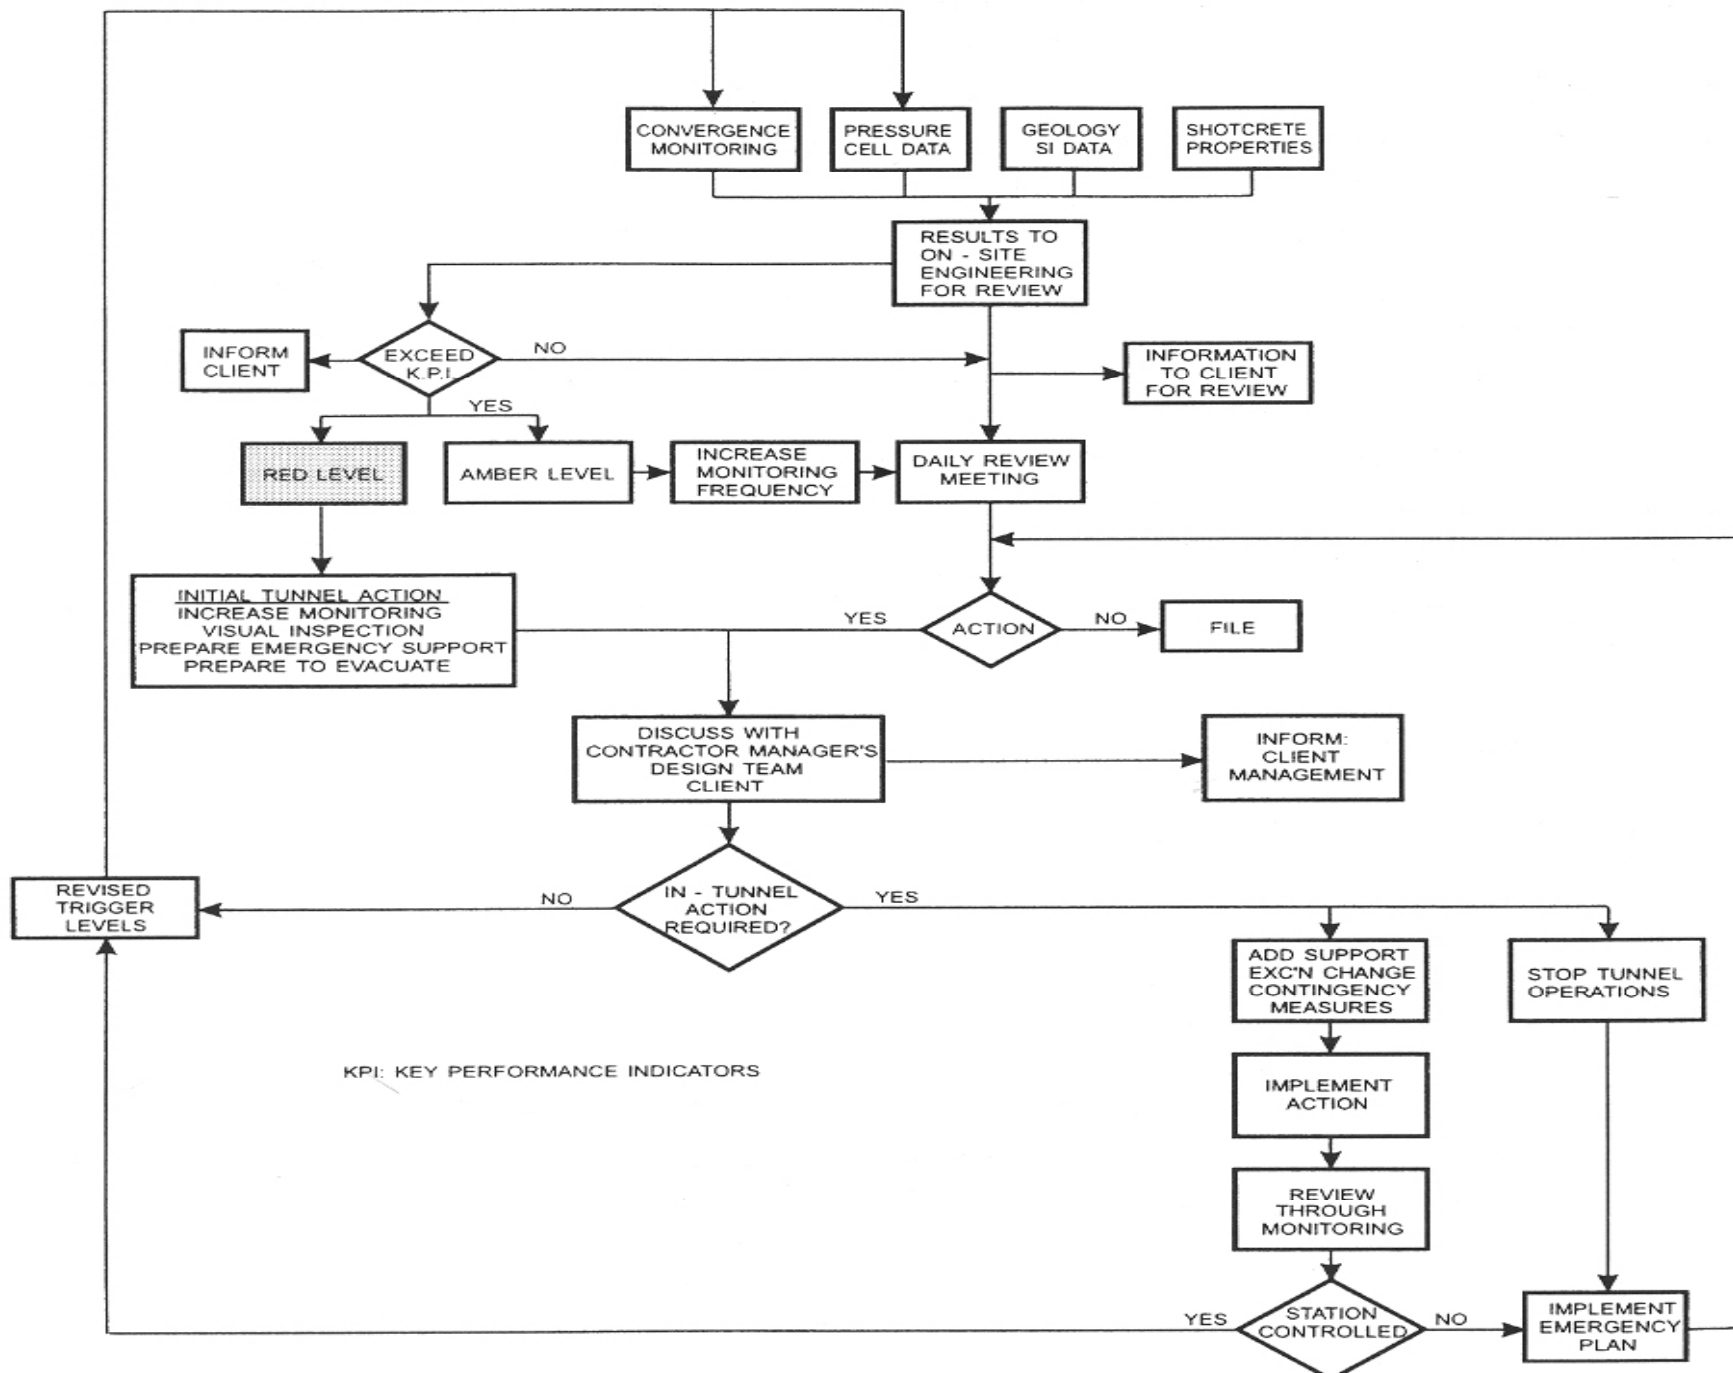 CONVERGENCE
MONITORING
PRESSURE
CELL DATA
GEOLOGY
SI DATA
SHOTCRETE
PROPERTIES
RESULTS TO
ON - SITE
ENGINEERING
FOR REVIEW
INFORM
CLIENT
EXCEED
K.P.I.
NO
INFORMATION
TO CLIENT
FOR REVIEW
YES
RED LEVEL
AMBER LEVEL
INCREASE
MONITORING
FREQUENCY
DAILY REVIEW
MEETING
INITIAL TUNNEL ACTION
INCREASE MONITORING
VISUAL INSPECTION
PREPARE EMERGENCY SUPPORT
PREPARE TO EVACUATE
YES
ACTION
NO
FILE
DISCUSS WITH
CONTRACTOR MANAGER'S
DESIGN TEAM
CLIENT
INFORM:
CLIENT
MANAGEMENT
REVISED
TRIGGER
LEVELS
NO
IN - TUNNEL
ACTION
REQUIRED?
YES
ADD SUPPORT
EXC'N CHANGE
CONTINGENCY
MEASURES
STOP TUNNEL
OPERATIONS
KPI: KEY PERFORMANCE INDICATORS
IMPLEMENT
ACTION
REVIEW
THROUGH
MONITORING
YES
STATION
CONTROLLED
NO
IMPLEMENT
EMERGENCY
PLAN